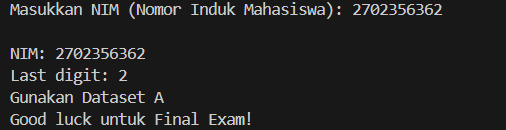 Masukkan NIM (Nomor Induk Mahasiswa): 2702356362
NIM: 2702356362
Last digit: 2
Gunakan Dataset A
Good luck untuk Final Exam!